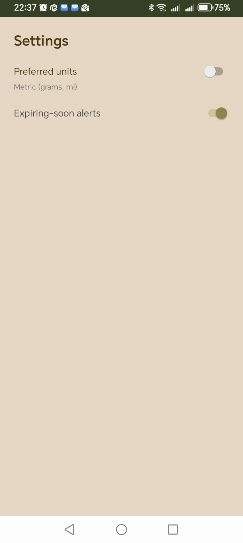 22:37 75%
Settings
Preferred units
Metric (grams, ml)
Expiring-soon alerts